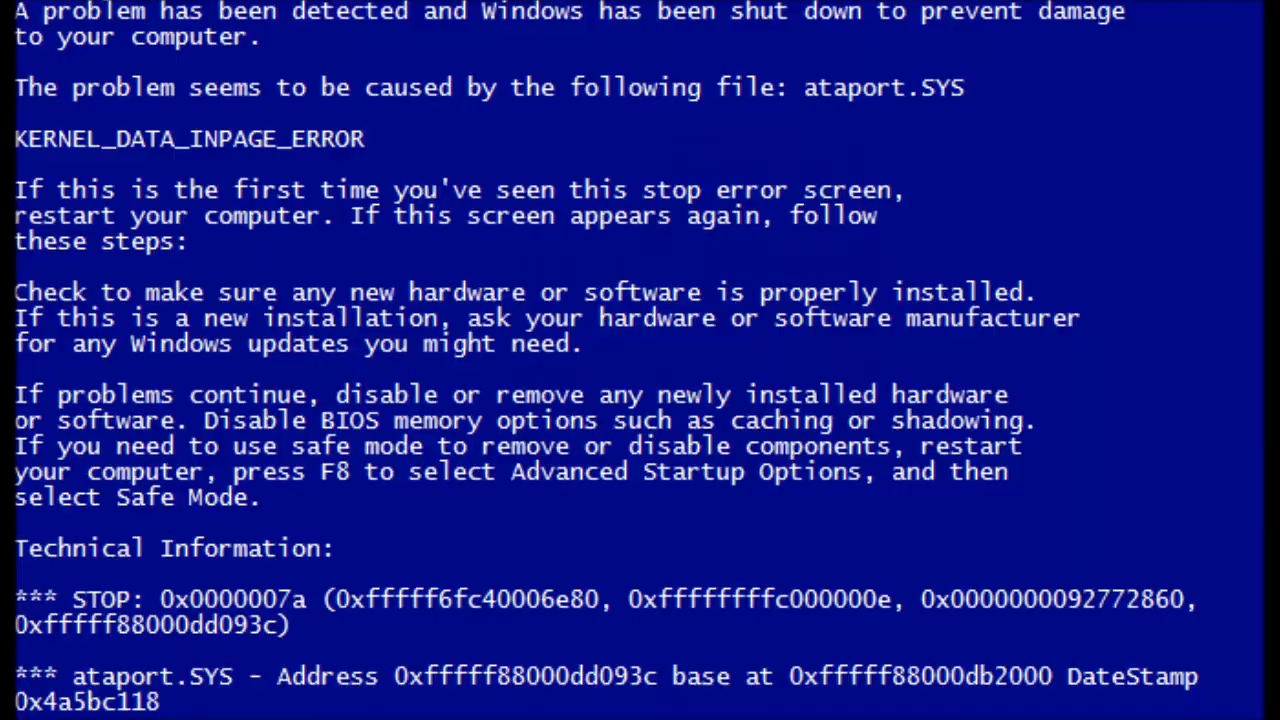 A problem has been detected and Windows has been shut down to prevent damage
to your computer.
The problem seems to be caused by the following file: ataport.SYS
KERNEL_DATA_INPAGE_ERROR
If this is the first time you've seen this stop error screen,
restart your computer. If this screen appears again, follow
these steps:
Check to make sure any new hardware or software is properly installed.
If this is a new installation, ask your hardware or software manufacturer
for any Windows updates you might need.
If problems continue, disable or remove any newly installed hardware
or software. Disable BIOS memory options such as caching or shadowing.
If you need to use safe mode to remove or disable components, restart
your computer, press F8 to select Advanced Startup Options, and then
select Safe Mode.
Technical Information:
*** STOP: 0x0000007a (0xfffff6fc40006e80, 0xffffffffc000000e, 0x0000000092772860,
0xfffff88000dd093c)
*** ataport.SYS - Address 0xfffff88000dd093c base at 0xfffff88000db2000 DateStamp
0x4a5bc118